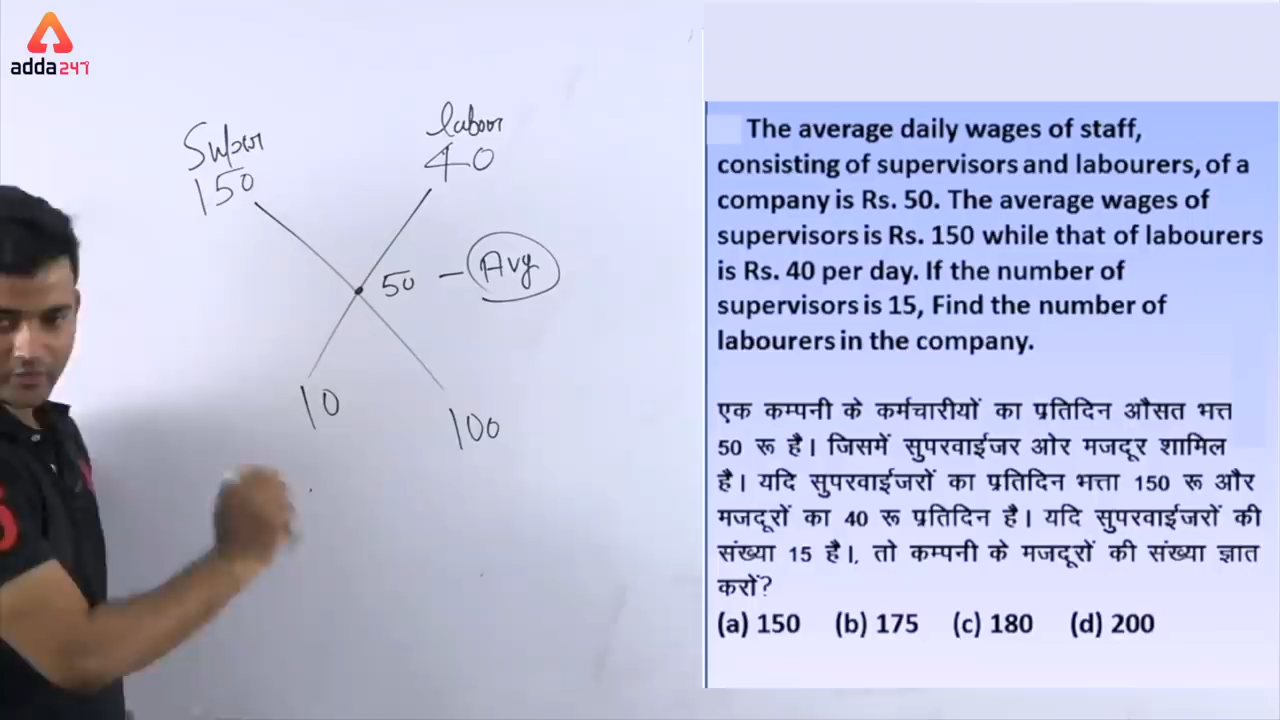 adda247
Super
labour
150
40
50 - Avg
10
100
The average daily wages of staff,
consisting of supervisors and labourers, of a
company is Rs. 50. The average wages of
supervisors is Rs. 150 while that of labourers
is Rs. 40 per day. If the number of
supervisors is 15, Find the number of
labourers in the company.
एक कम्पनी के कर्मचारीयों का प्रतिदिन औसत भत्त
50 रू है। जिसमें सुपरवाईजर ओर मजदूर शामिल
है। यदि सुपरवाईजरों का प्रतिदिन भत्ता 150 रू और
मजदूरों का 40 रू प्रतिदिन है। यदि सुपरवाईजरों की
संख्या 15 है।, तो कम्पनी के मजदूरों की संख्या ज्ञात
करों?
(a) 150 (b) 175 (c) 180 (d) 200